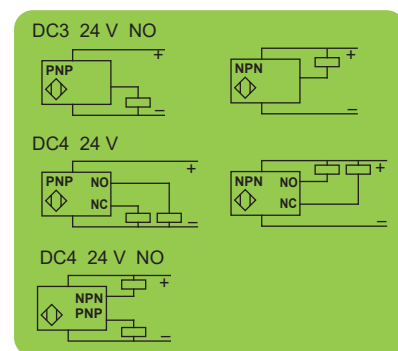 DC3 24 V NO
+
PNP
–
+
NPN
–
DC4 24 V
+
PNP NO
NC
–
+
NPN NO
NC
–
DC4 24 V NO
+
NPN
PNP
–